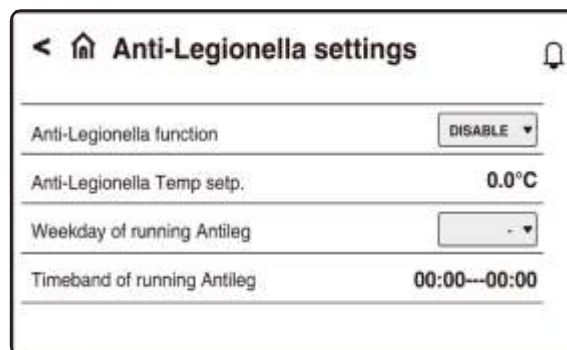 < Anti-Legionella settings
Anti-Legionella function DISABLE ▼
Anti-Legionella Temp setp. 0.0°C
Weekday of running Antileg - ▼
Timeband of running Antileg 00:00---00:00